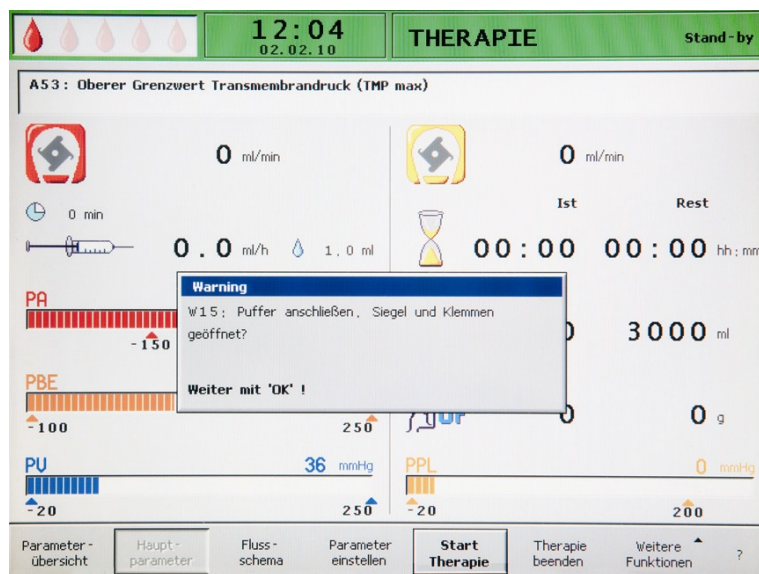 12:04
02.02.10
THERAPIE
Stand-by
A53: Oberer Grenzwert Transmembrandruck (TMP max)
0 ml/min
0 ml/min
0 min
Ist Rest
0.0 ml/h 1.0 ml
00:00 00:00 hh:mm
Warning
W15: Puffer anschließen, Siegel und Klemmen
geöffnet?
Weiter mit 'OK' !
PA
-150
3000 ml
PBE
-100 250
UF 0 0 g
PV 36 mmHg
-20 250
PPL 0 mmHg
-20 200
Parameter-
übersicht
Haupt-
parameter
Fluss-
schema
Parameter
einstellen
Start
Therapie
Therapie
beenden
Weitere
Funktionen
?